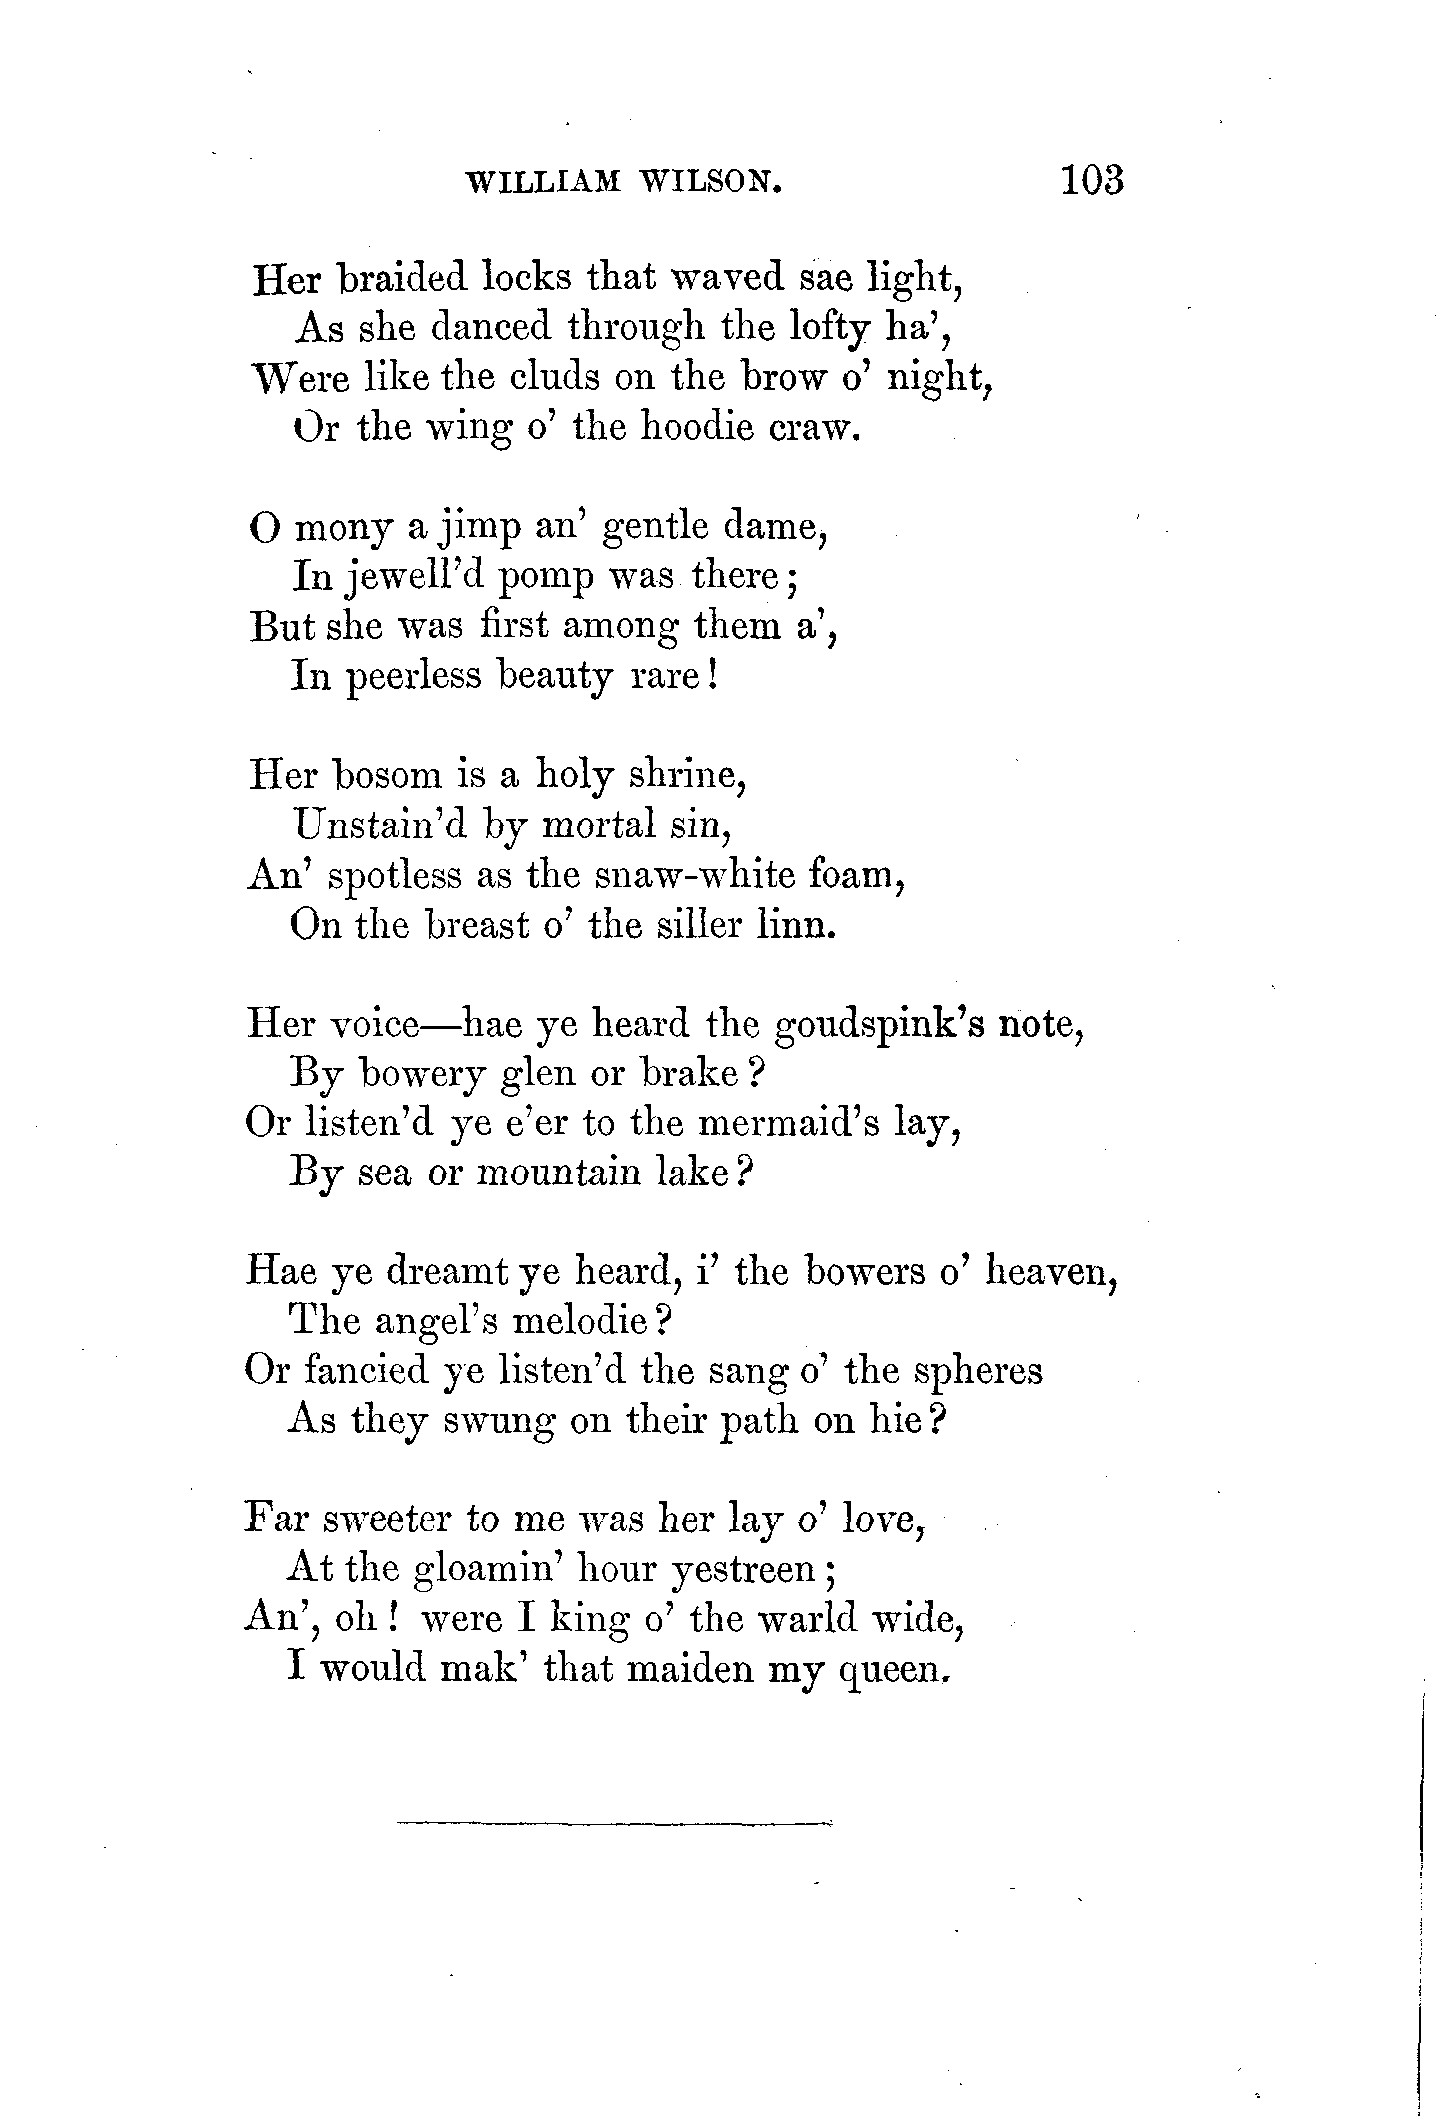 WILLIAM WILSON. 103
Her braided locks that waved sae light,
As she danced through the lofty ha’,
Were like the cluds on the brow o’ night,
Or the wing o’ the hoodie craw.
O mony a jimp an’ gentle dame,
In jewell’d pomp was there;
But she was first among them a’,
In peerless beauty rare!
Her bosom is a holy shrine,
Unstain’d by mortal sin,
An’ spotless as the snaw-white foam,
On the breast o’ the siller linn.
Her voice—hae ye heard the goudspink’s note,
By bowery glen or brake?
Or listen’d ye e’er to the mermaid’s lay,
By sea or mountain lake?
Hae ye dreamt ye heard, i’ the bowers o’ heaven,
The angel’s melodie?
Or fancied ye listen’d the sang o’ the spheres
As they swung on their path on hie?
Far sweeter to me was her lay o’ love,
At the gloamin’ hour yestreen;
An’, oh! were I king o’ the warld wide,
I would mak’ that maiden my queen.